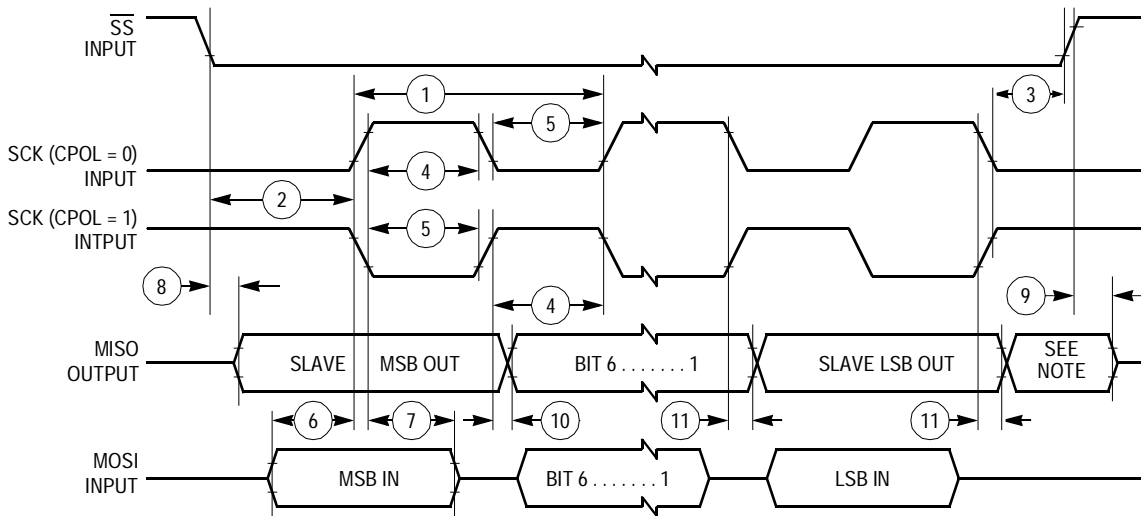 SS
INPUT
1
3
5
SCK (CPOL = 0)
INPUT
4
2
SCK (CPOL = 1)
INTPUT
5
8
4
9
MISO
OUTPUT
SLAVE MSB OUT
BIT 6 . . . . . . . 1
SLAVE LSB OUT
SEE
NOTE
6
7
10
11
11
MOSI
INPUT
MSB IN
BIT 6 . . . . . . . 1
LSB IN